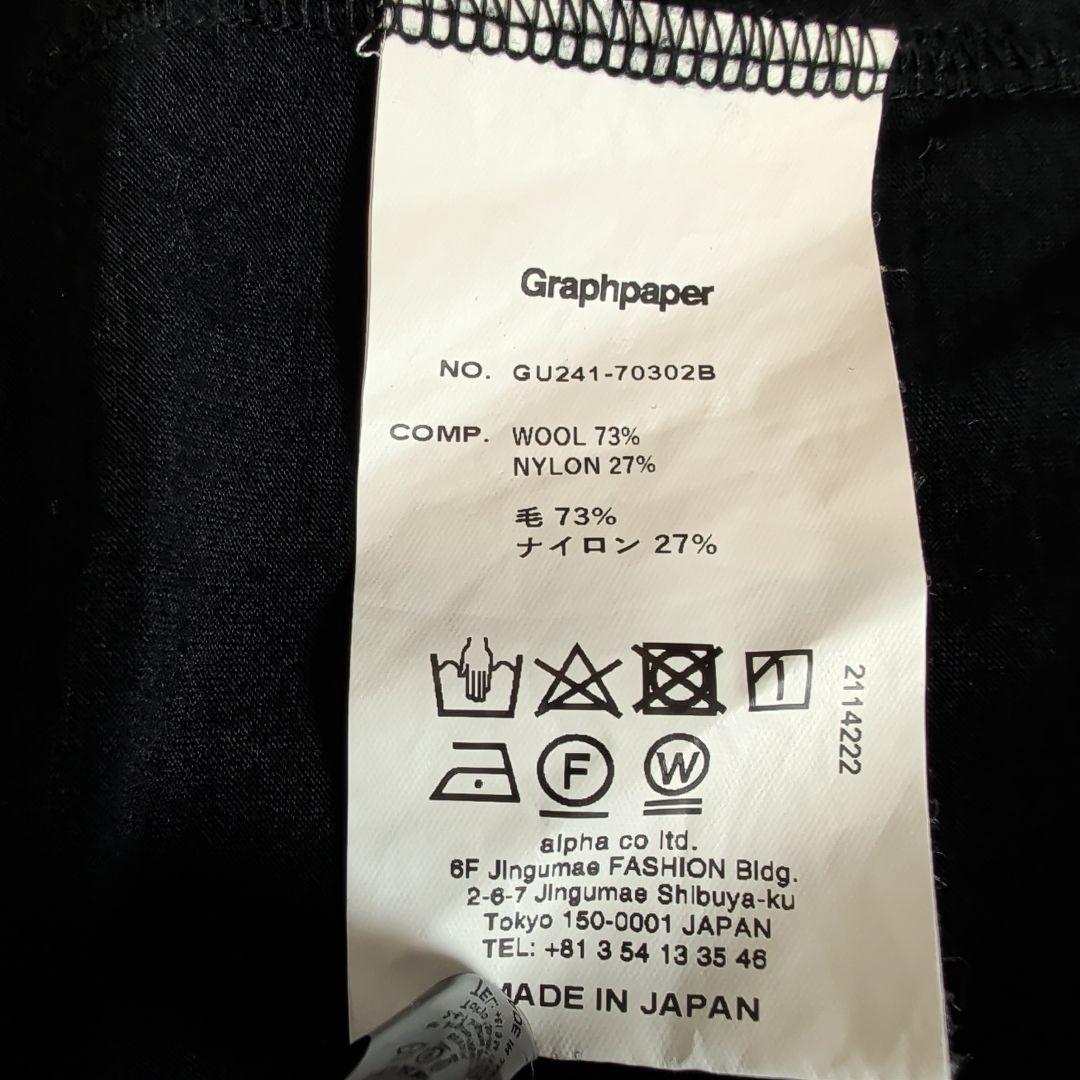 Graphpaper
NO. GU241-70302B
COMP. WOOL 73%
NYLON 27%
毛 73%
ナイロン 27%
F W
2114222
alpha co ltd.
6F Jingumae FASHION Bldg.
2-6-7 Jingumae Shibuya-ku
Tokyo 150-0001 JAPAN
TEL: +81 3 54 13 35 46
MADE IN JAPAN